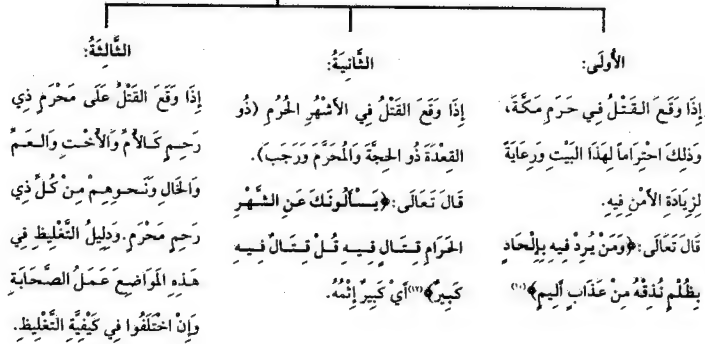 الأُولَى:
إِذَا وَقَعَ القَتْلُ فِي حَرَمِ مَكَّةَ،
وَذَلِكَ احْتِرَاماً لِهَذَا البَيْتِ وَرِعَايَةً
لِزِيَادَةِ الأَمْنِ فِيهِ.
قَالَ تَعَالَى: ﴿وَمَنْ يُرِدْ فِيهِ بِإِلْحَادٍ
بِظُلْمٍ نُذِقْهُ مِنْ عَذَابٍ أَلِيمٍ﴾(١٠)
الثَّانِيَةُ:
إِذَا وَقَعَ القَتْلُ فِي الأَشْهُرِ الحُرُمِ (ذُو
القِعْدَةِ ذُو الحِجَّةِ وَالمُحَرَّمِ وَرَجَبَ).
قَالَ تَعَالَى: ﴿يَسْأَلُونَكَ عَنِ الشَّهْرِ
الحَرَامِ قِتَالٍ فِيهِ قُلْ قِتَالٌ فِيهِ
كَبِيرٌ﴾(١٢) أَيْ كَبِيرٌ إِثْمُهُ.
الثَّالِثَةُ:
إِذَا وَقَعَ القَتْلُ عَلَى مَحْرَمٍ ذِي
رَحِمٍ كَالأُمِّ وَالأُخْتِ وَالعَمِّ
وَالخَالِ وَنَحْوِهِمْ مِنْ كُلِّ ذِي
رَحِمٍ مَحْرَمٍ. وَدَلِيلُ التَّغْلِيظِ فِي
هَذِهِ المَوَاضِعِ عَمَلُ الصَّحَابَةِ
وَإِنْ اخْتَلَفُوا فِي كَيْفِيَّةِ التَّغْلِيظِ.